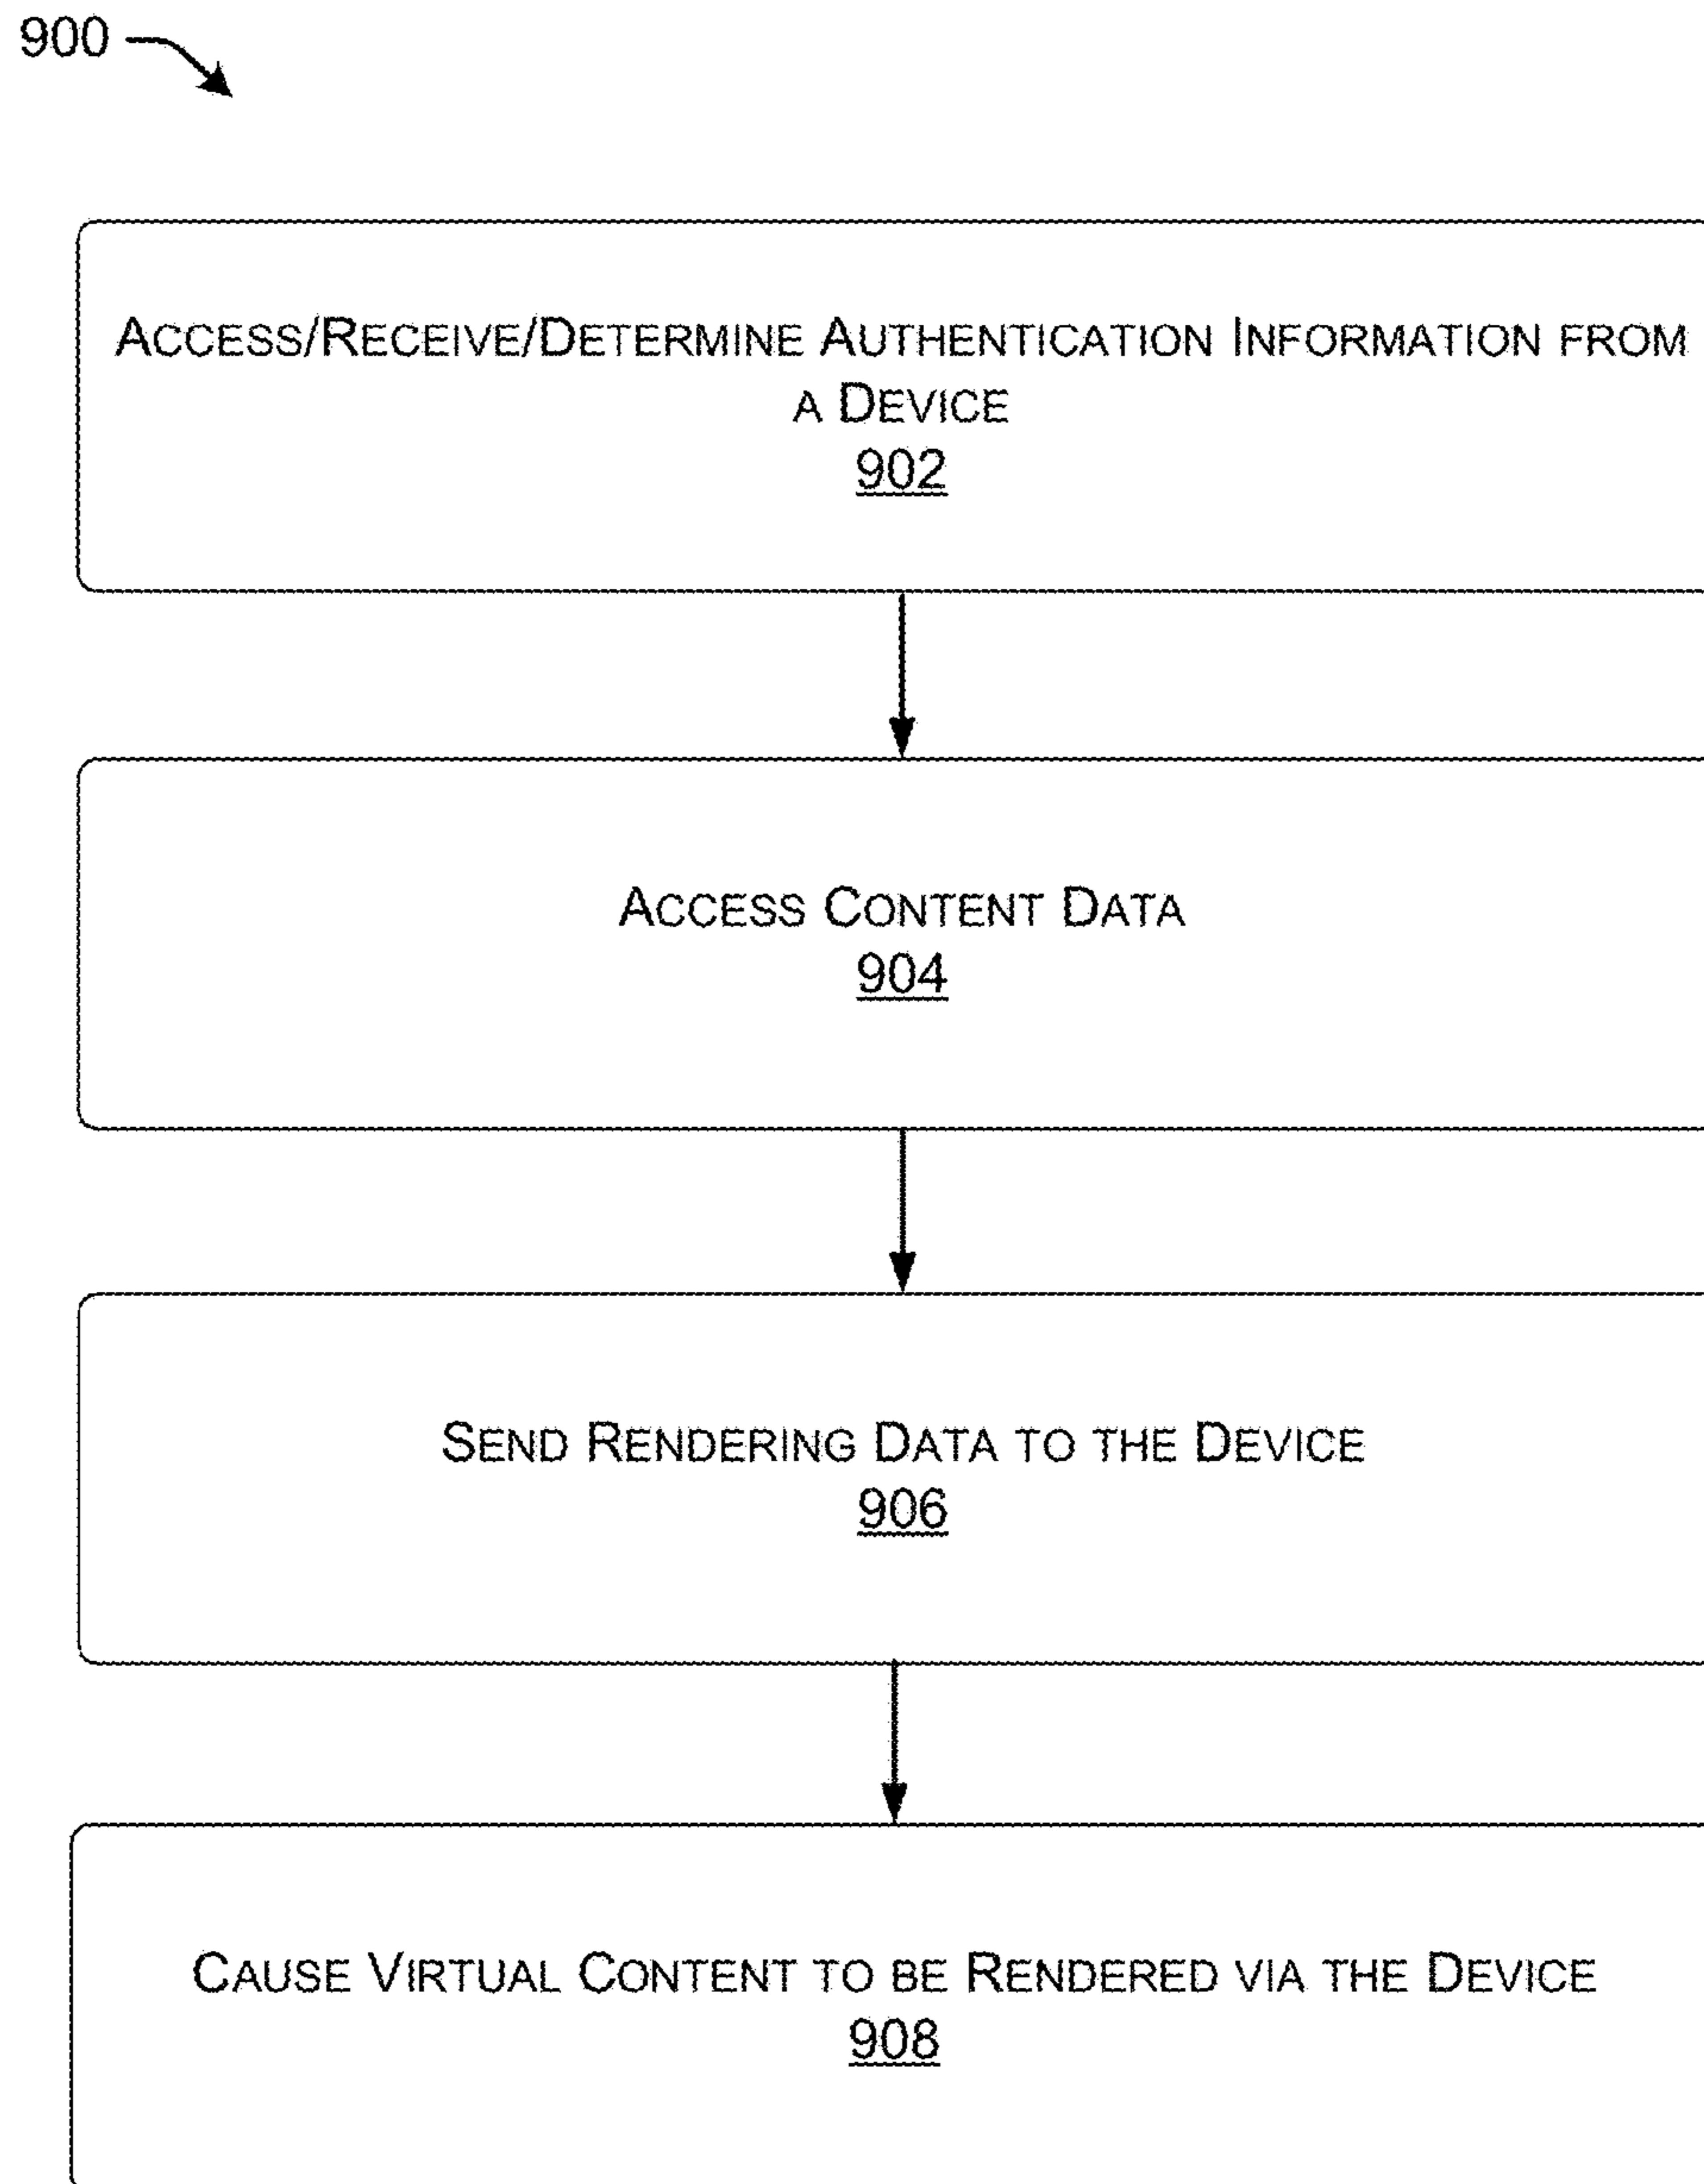 900
ACCESS/RECEIVE/DETERMINE AUTHENTICATION INFORMATION FROM
A DEVICE
902
ACCESS CONTENT DATA
904
SEND RENDERING DATA TO THE DEVICE
906
CAUSE VIRTUAL CONTENT TO BE RENDERED VIA THE DEVICE
908